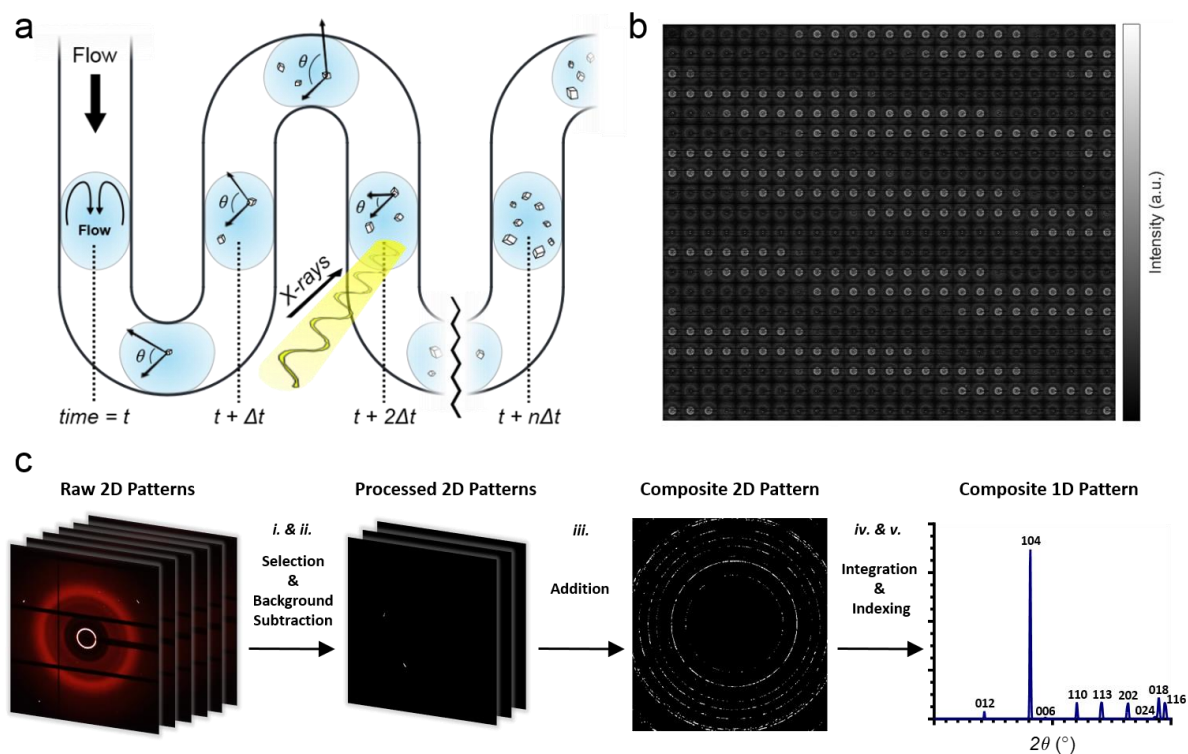 a
Flow
θ
θ
θ
Flow
θ
X-rays
time = t
t + Δt
t + 2Δt
t + nΔt
b
Intensity (a.u.)
c
Raw 2D Patterns
i. & ii.
Selection
&
Background
Subtraction
Processed 2D Patterns
iii.
Addition
Composite 2D Pattern
iv. & v.
Integration
&
Indexing
Composite 1D Pattern
104
012
006
110
113
202
024
018
116
2θ (°)